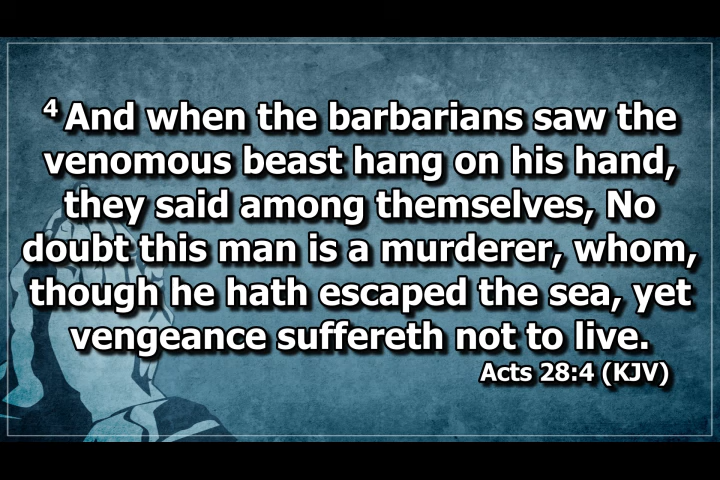 4 And when the barbarians saw the
venomous beast hang on his hand,
they said among themselves, No
doubt this man is a murderer, whom,
though he hath escaped the sea, yet
vengeance suffereth not to live.
Acts 28:4 (KJV)